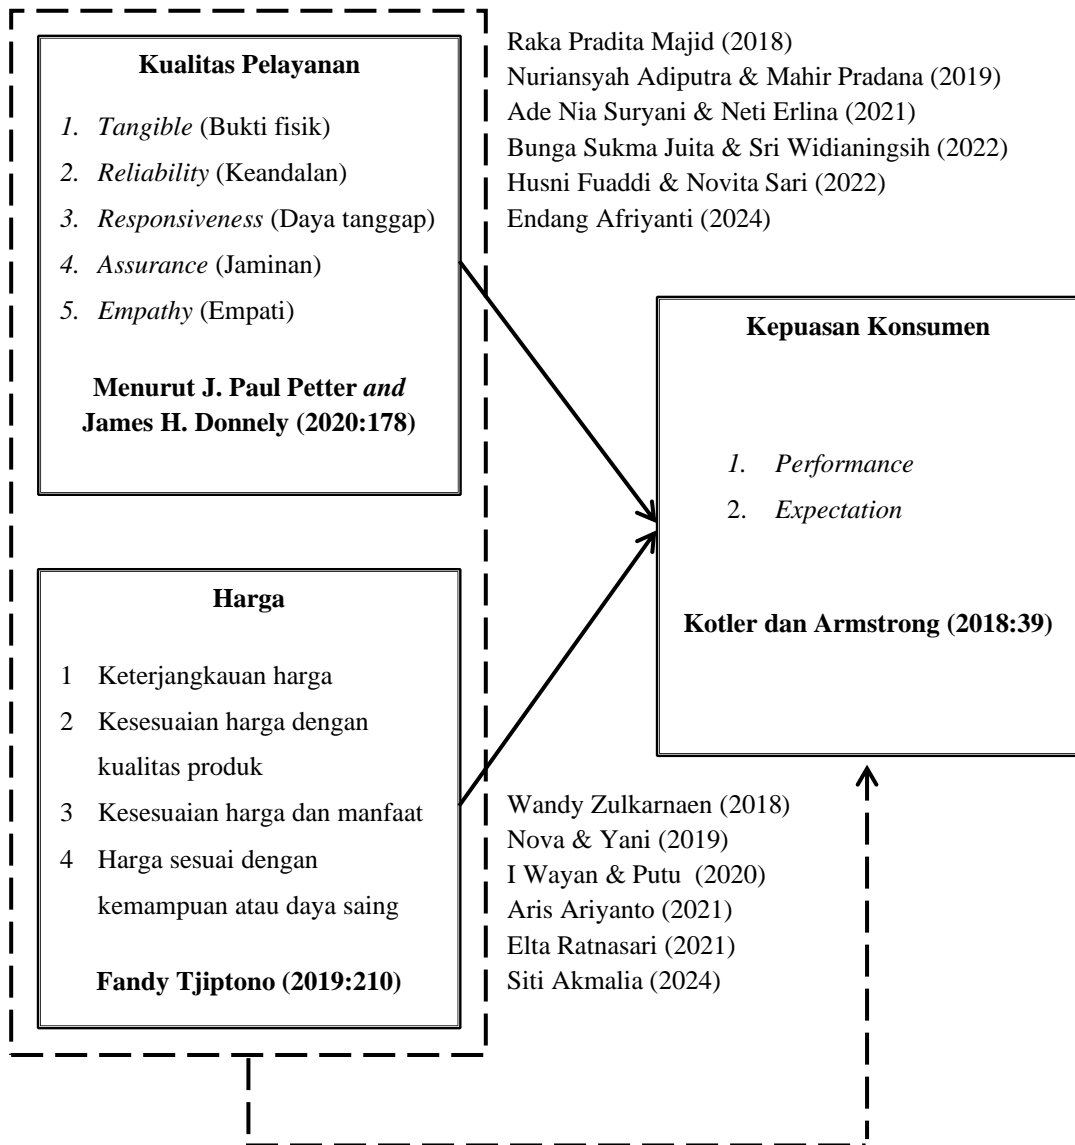 Kualitas Pelayanan
1. Tangible (Bukti fisik)
2. Reliability (Keandalan)
3. Responsiveness (Daya tanggap)
4. Assurance (Jaminan)
5. Empathy (Empati)
Menurut J. Paul Petter and
James H. Donnely (2020:178)
Raka Pradita Majid (2018)
Nuriansyah Adiputra & Mahir Pradana (2019)
Ade Nia Suryani & Neti Erlina (2021)
Bunga Sukma Juita & Sri Widianingsih (2022)
Husni Fuaddi & Novita Sari (2022)
Endang Afriyanti (2024)
Kepuasan Konsumen
1. Performance
2. Expectation
Kotler dan Armstrong (2018:39)
Harga
1 Keterjangkauan harga
2 Kesesuaian harga dengan
kualitas produk
3 Kesesuaian harga dan manfaat
4 Harga sesuai dengan
kemampuan atau daya saing
Fandy Tjiptono (2019:210)
Wandy Zulkarnaen (2018)
Nova & Yani (2019)
I Wayan & Putu (2020)
Aris Ariyanto (2021)
Elta Ratnasari (2021)
Siti Akmalia (2024)